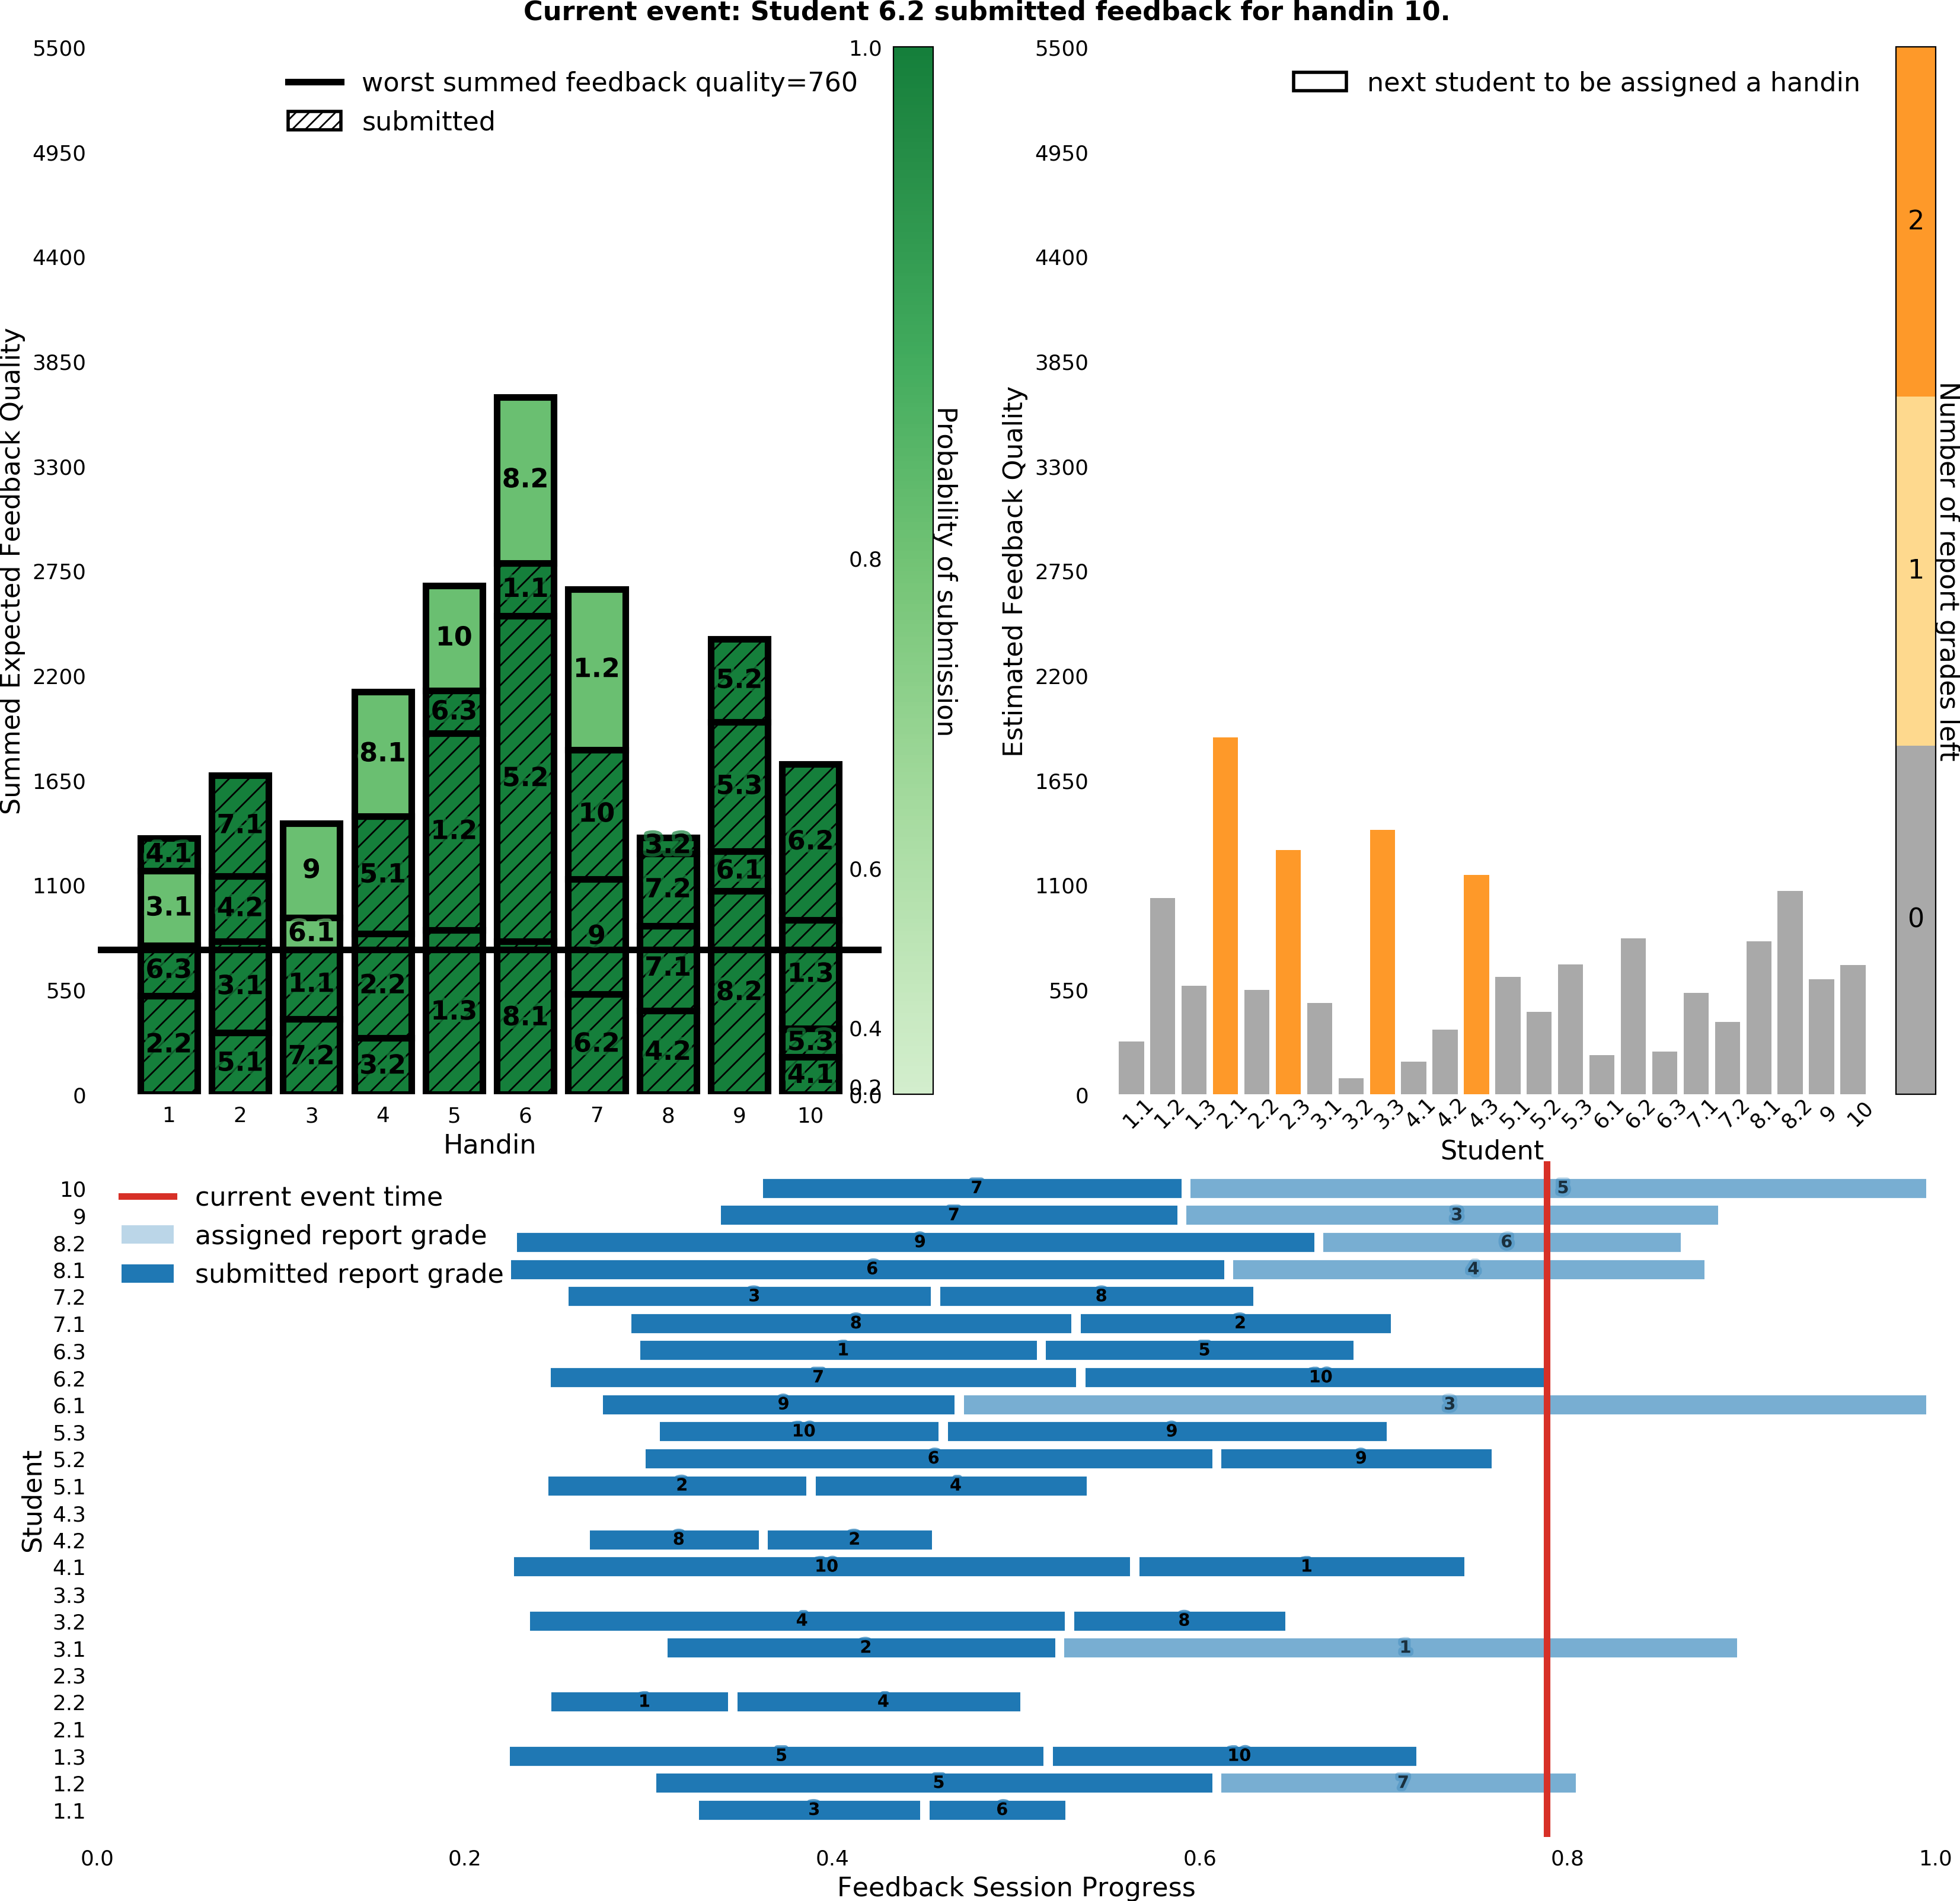 Current event: Student 6.2 submitted feedback for handin 10.
worst summed feedback quality=760
submitted
5500
4950
4400
3850
3300
2750
2200
1650
1100
550
0
Summed Expected Feedback Quality
2.2 6.3 3.1 4.1
5.1 3.1 4.2 7.1
7.2 1.1 6.1 9
3.2 2.2 5.1 8.1
1.3 1.2 6.3 10
8.1 5.2 1.1 8.2
6.2 9 10 1.2
4.2 7.1 7.2 3.2
8.2 6.1 5.3 5.2
4.1 5.3 1.3 6.2
1 2 3 4 5 6 7 8 9 10
Handin
1.0
0.8
0.6
0.4
0.2
0.0
Probability of submission
next student to be assigned a handin
5500
4950
4400
3850
3300
2750
2200
1650
1100
550
0
Estimated Feedback Quality
1.1 1.2 1.3 2.1 2.2 2.3 3.1 3.2 3.3 4.1 4.2 4.3 5.1 5.2 5.3 6.1 6.2 6.3 7.1 7.2 8.1 8.2 9 10
Student
2
1
0
Number of report grades left
current event time
assigned report grade
submitted report grade
10 7 5
9 7 3
8.2 9 6
8.1 6 4
7.2 3 8
7.1 8 2
6.3 1 5
6.2 7 10
6.1 9 3
5.3 10 9
5.2 6 9
5.1 2 4
4.3
4.2 8 2
4.1 10 1
3.3
3.2 4 8
3.1 2 1
2.3
2.2 1 4
2.1
1.3 5 10
1.2 5 7
1.1 3 6
Student
0.0 0.2 0.4 0.6 0.8 1.0
Feedback Session Progress